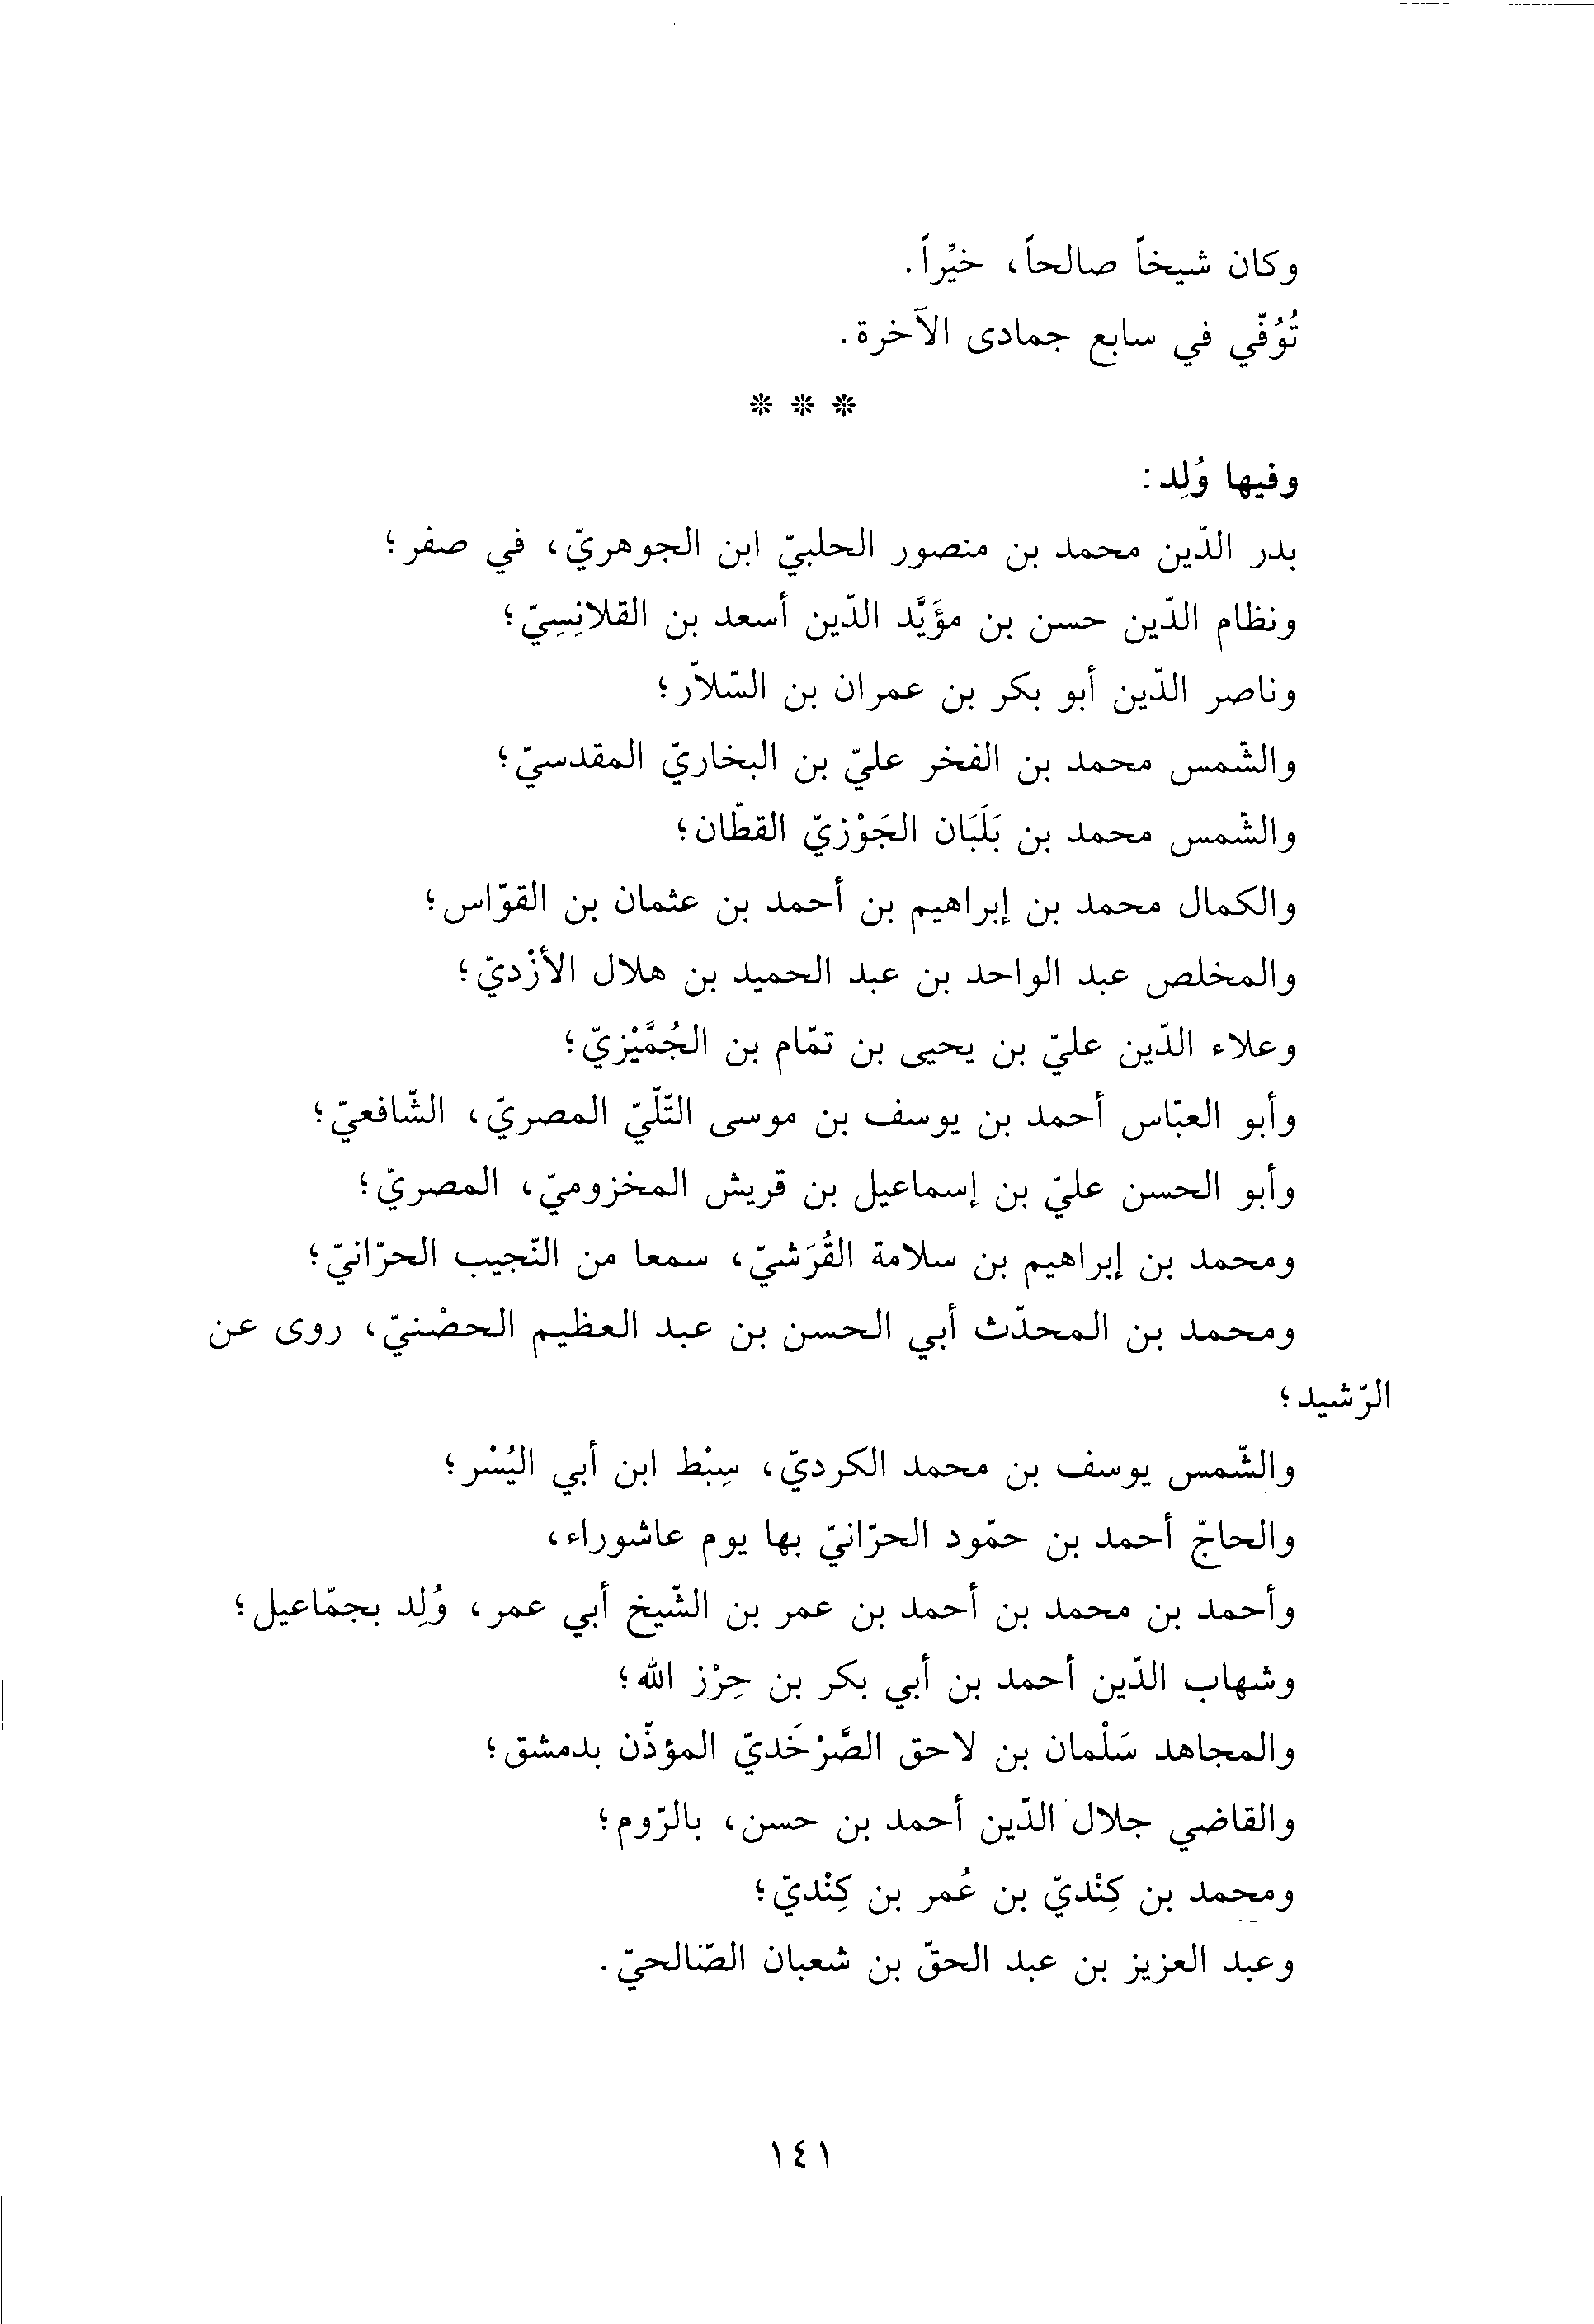 وكان شيخاً صالحاً، خيِّراً.
تُوُفّي في سابع جمادى الآخرة.
* * *
وفيها وُلِد:
بدر الدّين محمد بن منصور الحلبيّ ابن الجوهريّ، في صفر؛
ونظام الدّين حسن بن مؤَيَّد الدّين أسعد بن القلانِسِيّ؛
وناصر الدّين أبو بكر بن عمران بن السّلاّر؛
والشّمس محمد بن الفخر عليّ بن البخاريّ المقدسيّ؛
والشّمس محمد بن بَلَبَان الجَوْزيّ القطّان؛
والكمال محمد بن إبراهيم بن أحمد بن عثمان بن القوّاس؛
والمخلص عبد الواحد بن عبد الحميد بن هلال الأزْديّ؛
وعلاء الدّين عليّ بن يحيى بن تمّام بن الجُمَّيْزيّ؛
وأبو العبّاس أحمد بن يوسف بن موسى التّلّيّ المصريّ، الشّافعيّ؛
وأبو الحسن عليّ بن إسماعيل بن قريش المخزوميّ، المصريّ؛
ومحمد بن إبراهيم بن سلامة القُرَشيّ، سمعا من النّجيب الحرّانيّ؛
ومحمد بن المحدّث أبي الحسن بن عبد العظيم الحصْنيّ، روى عن
الرّشيد؛
والشّمس يوسف بن محمد الكرديّ، سِبْط ابن أبي اليُسْر؛
والحاجّ أحمد بن حمّود الحرّانيّ بها يوم عاشوراء،
وأحمد بن محمد بن أحمد بن عمر بن الشّيخ أبي عمر، وُلِد بجمّاعيل؛
وشهاب الدّين أحمد بن أبي بكر بن حِرْز الله؛
والمجاهد سَلْمان بن لاحق الصَّرْخَديّ المؤذّن بدمشق؛
والقاضي جلال الدّين أحمد بن حسن، بالرّوم؛
ومحمد بن كِنْديّ بن عُمر بن كِنْديّ؛
وعبد العزيز بن عبد الحقّ بن شعبان الصّالحيّ.
١٤١